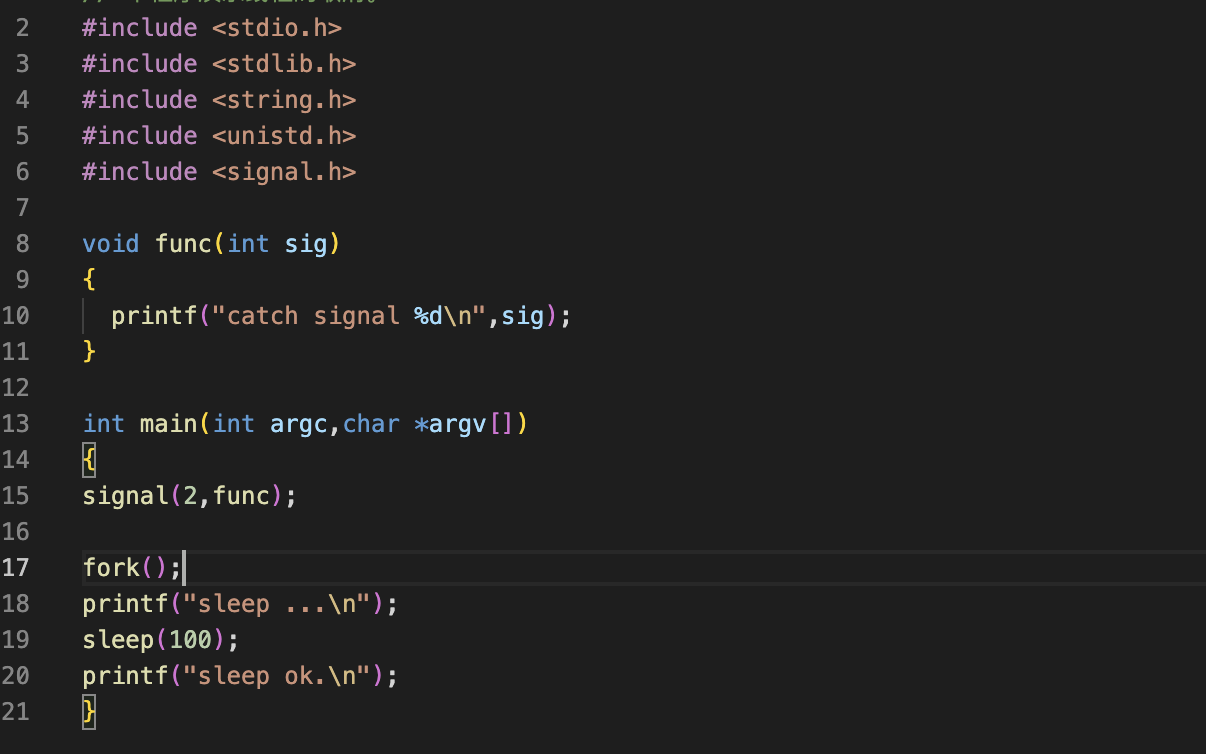 2 #include <stdio.h>
3 #include <stdlib.h>
4 #include <string.h>
5 #include <unistd.h>
6 #include <signal.h>
7
8 void func(int sig)
9 {
10 printf("catch signal %d\n",sig);
11 }
12
13 int main(int argc,char *argv[])
14 {
15 signal(2,func);
16
17 fork();
18 printf("sleep ...\n");
19 sleep(100);
20 printf("sleep ok.\n");
21 }